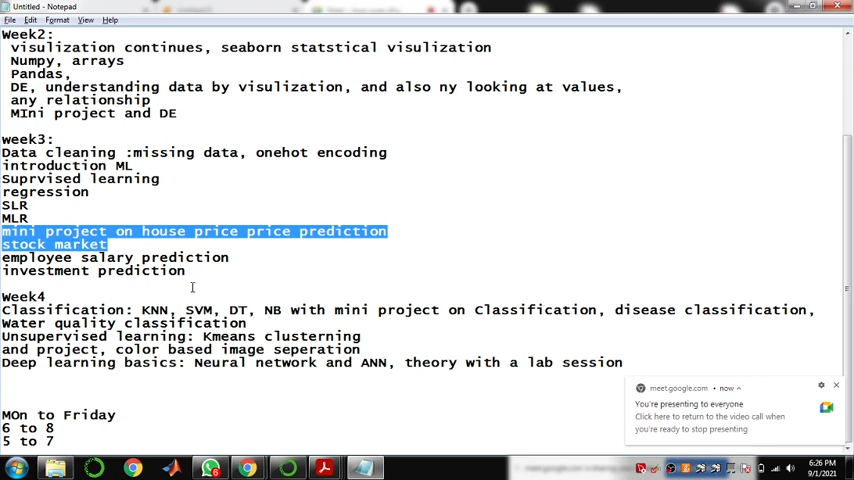 Untitled - Notepad
File Edit Format View Help
Week2:
visulization continues, seaborn statstical visulization
Numpy, arrays
Pandas,
DE, understanding data by visulization, and also ny looking at values,
any relationship
MIni project and DE
week3:
Data cleaning :missing data, onehot encoding
introduction ML
Suprvised learning
regression
SLR
MLR
mini project on house price price prediction
stock market
employee salary prediction
investment prediction
Week4
Classification: KNN, SVM, DT, NB with mini project on Classification, disease classification,
Water quality classification
Unsupervised learning: Kmeans clusterning
and project, color based image seperation
Deep learning basics: Neural network and ANN, theory with a lab session
MOn to Friday
6 to 8
5 to 7
meet.google.com • now
You're presenting to everyone
Click here to return to the video call when
you're ready to stop presenting
6:26 PM
9/1/2021